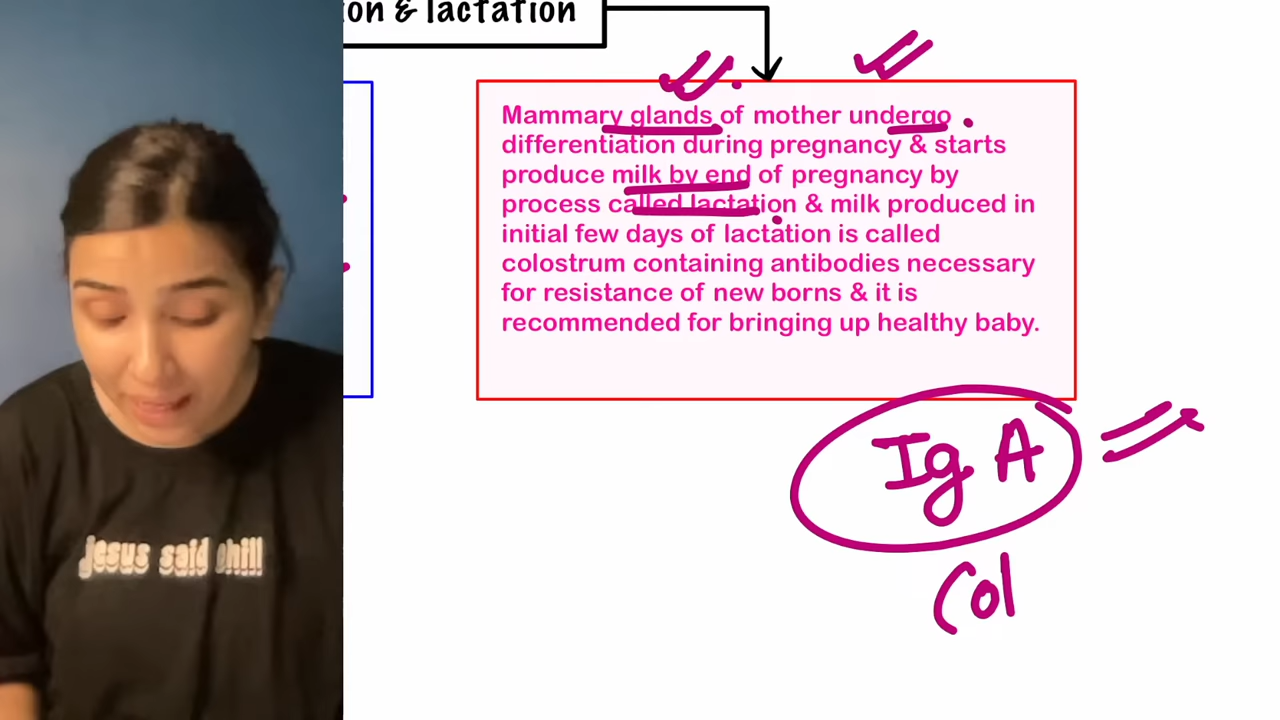 on & lactation
Mammary glands of mother undergo
differentiation during pregnancy & starts
produce milk by end of pregnancy by
process called lactation & milk produced in
initial few days of lactation is called
colostrum containing antibodies necessary
for resistance of new borns & it is
recommended for bringing up healthy baby.
Ig A
Col
Jesus said chill